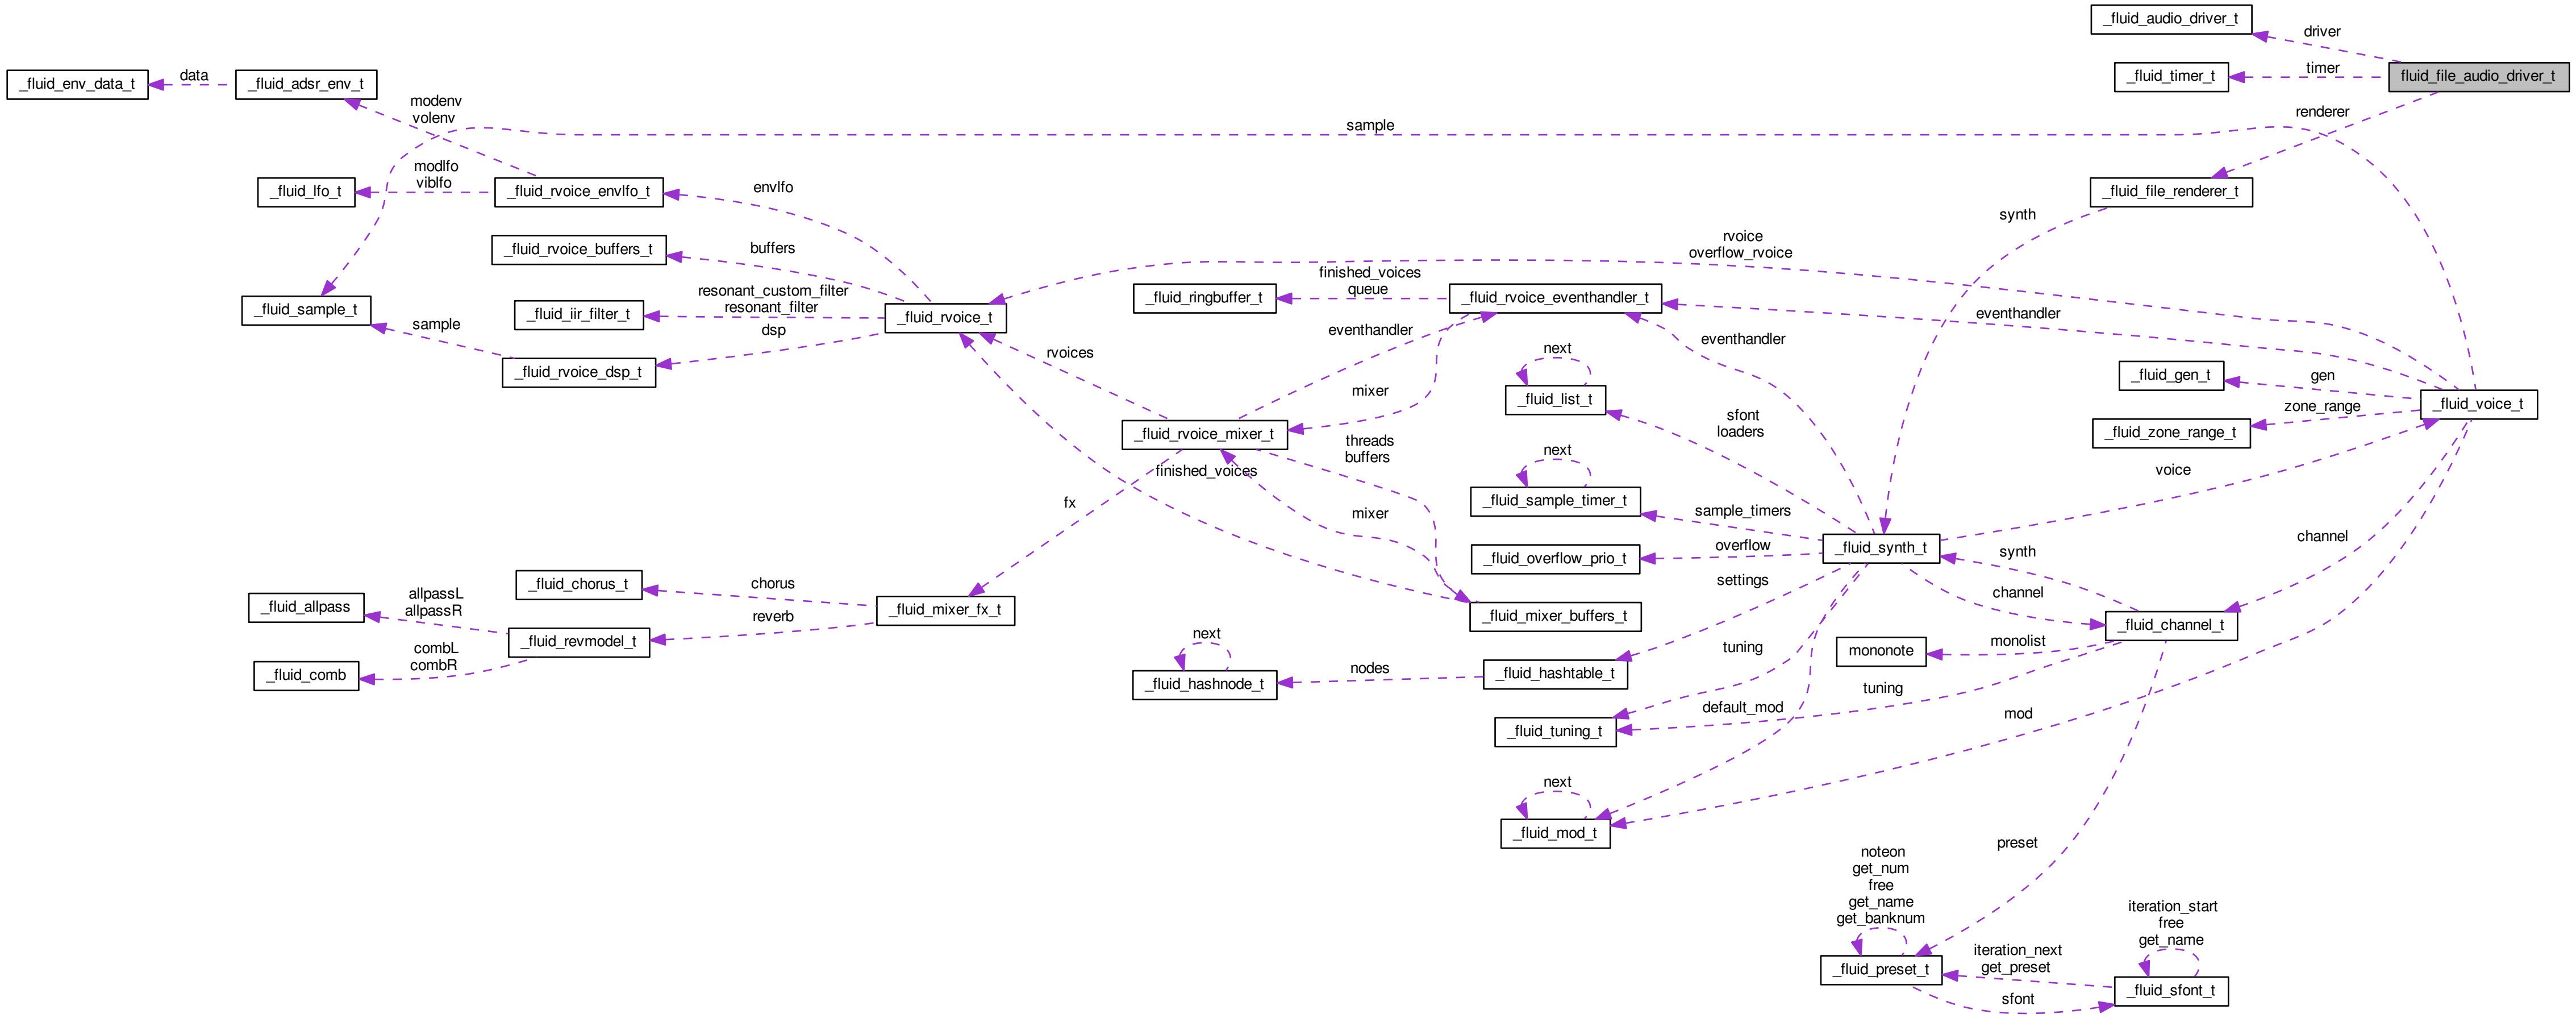 _fluid_audio_driver_t
driver
_fluid_env_data_t
data
_fluid_adsr_env_t
_fluid_timer_t
timer
fluid_file_audio_driver_t
modenv
volenv
renderer
sample
modlfo
viblfo
_fluid_lfo_t
_fluid_rvoice_envlfo_t
envlfo
_fluid_file_renderer_t
synth
_fluid_rvoice_buffers_t
buffers
rvoice
overflow_rvoice
_fluid_sample_t
sample
_fluid_iir_filter_t
resonant_custom_filter
resonant_filter
dsp
_fluid_rvoice_t
_fluid_ringbuffer_t
finished_voices
queue
_fluid_rvoice_eventhandler_t
eventhandler
eventhandler
eventhandler
_fluid_rvoice_dsp_t
rvoices
mixer
next
_fluid_list_t
_fluid_gen_t
gen
_fluid_voice_t
zone_range
_fluid_zone_range_t
_fluid_rvoice_mixer_t
sfont
loaders
threads
buffers
finished_voices
next
_fluid_sample_timer_t
sample_timers
voice
fx
mixer
_fluid_overflow_prio_t
overflow
_fluid_synth_t
channel
synth
_fluid_chorus_t
chorus
_fluid_allpass
allpassL
allpassR
_fluid_mixer_fx_t
reverb
_fluid_revmodel_t
combL
combR
_fluid_comb
_fluid_mixer_buffers_t
settings
channel
_fluid_channel_t
monolist
mononote
next
_fluid_hashnode_t
nodes
_fluid_hashtable_t
tuning
tuning
default_mod
mod
_fluid_tuning_t
next
_fluid_mod_t
preset
noteon
get_num
free
get_name
get_banknum
iteration_start
free
get_name
iteration_next
get_preset
_fluid_preset_t
sfont
_fluid_sfont_t